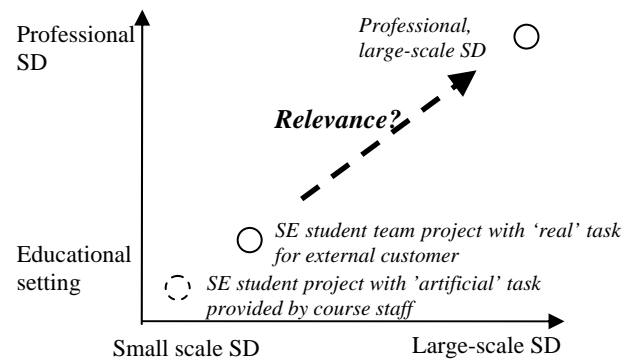 Professional
SD
Professional,
large-scale SD
Relevance?
Educational
setting
SE student team project with 'real' task
for external customer
SE student project with 'artificial' task
provided by course staff
Small scale SD
Large-scale SD